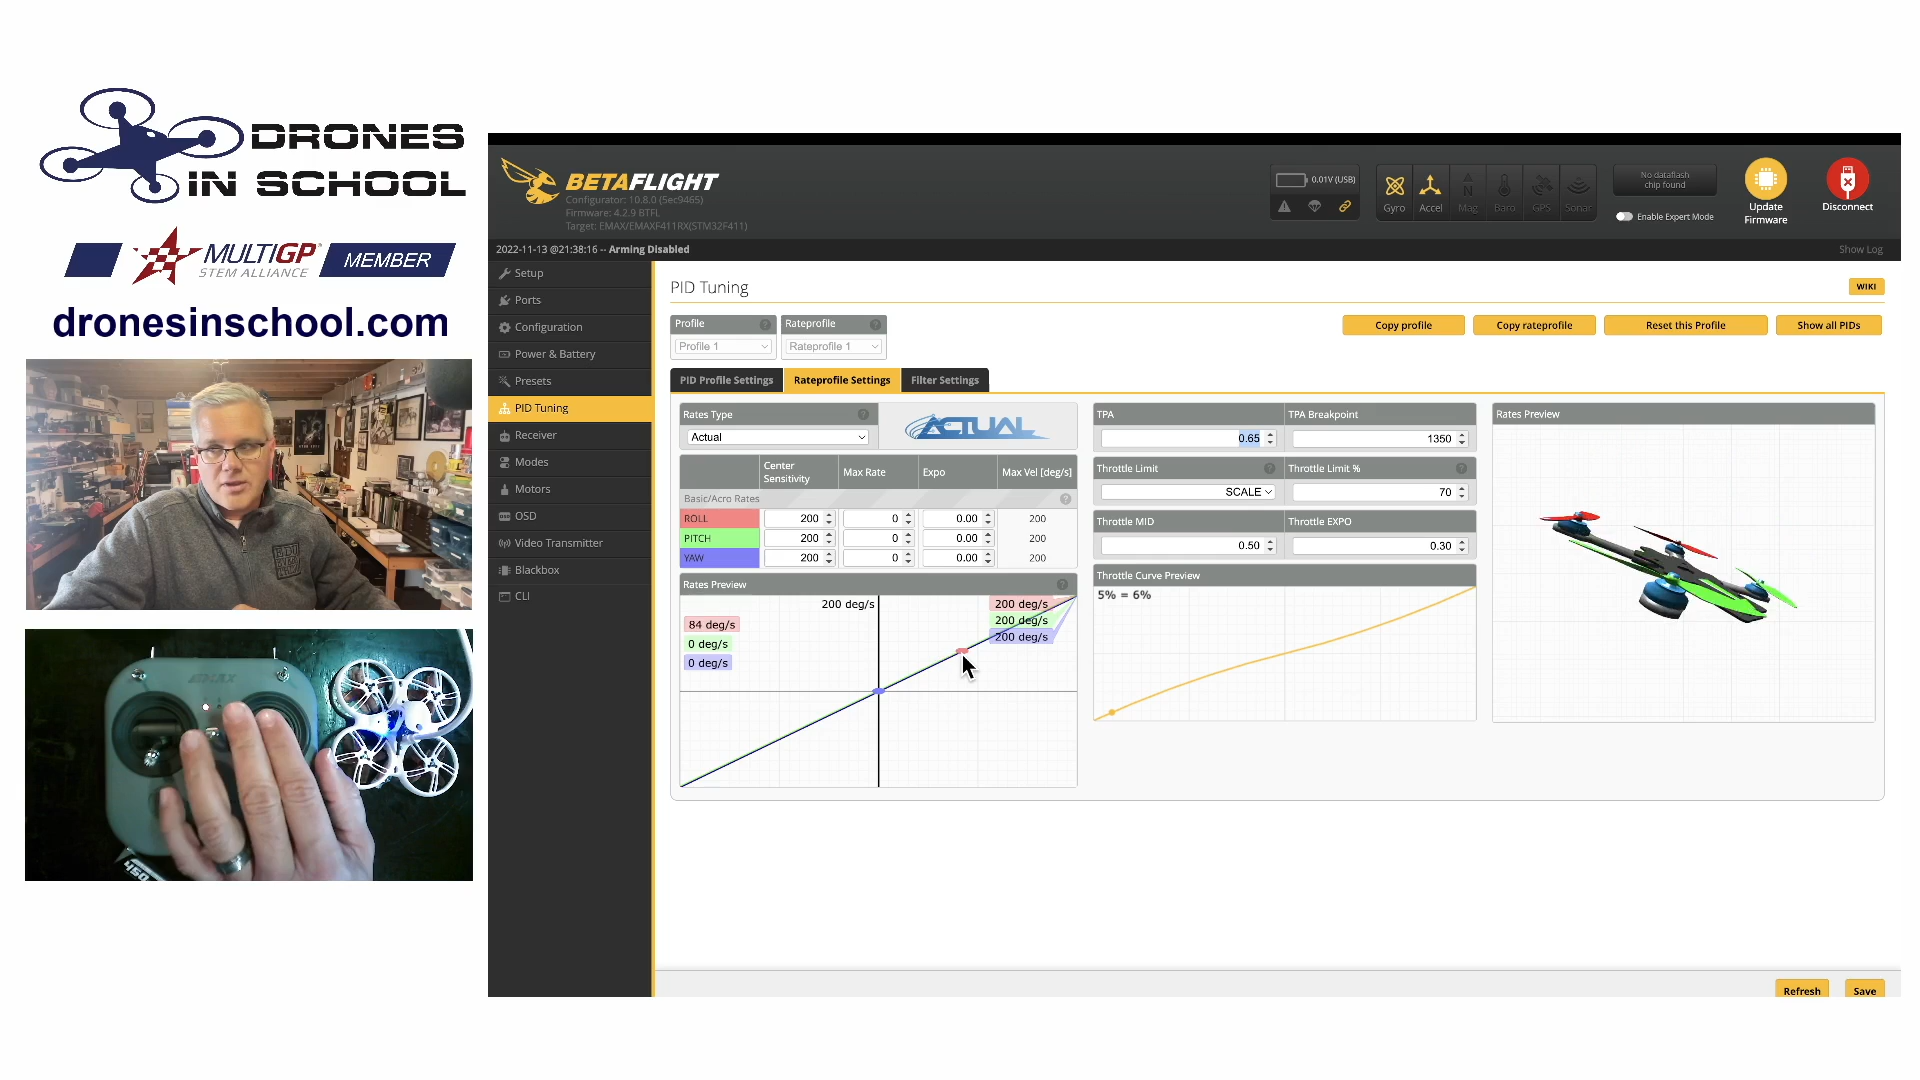 DRONES
IN SCHOOL
MULTIGP
STEM ALLIANCE
MEMBER
dronesinschool.com
EMAX
450
BETAFLIGHT
Configurator: 10.8.0 (5ec9465)
Firmware: 4.2.9 BTFL
Target: EMAX/EMAXF411RX(STM32F411)
0.01V (USB)
Gyro
Accel
Mag
Baro
GPS
Sonar
No dataflash
chip found
Enable Expert Mode
Update
Firmware
Disconnect
2022-11-13 @21:38:16 -- Arming Disabled
Show Log
Setup
Ports
Configuration
Power & Battery
Presets
PID Tuning
Receiver
Modes
Motors
OSD
Video Transmitter
Blackbox
CLI
PID Tuning
WIKI
Profile
Profile 1
Rateprofile
Rateprofile 1
Copy profile
Copy rateprofile
Reset this Profile
Show all PIDs
PID Profile Settings
Rateprofile Settings
Filter Settings
Rates Type
Actual
ACTUAL
Center
Sensitivity
Max Rate
Expo
Max Vel [deg/s]
Basic/Acro Rates
ROLL 200 0 0.00 200
PITCH 200 0 0.00 200
YAW 200 0 0.00 200
Rates Preview
200 deg/s
84 deg/s
0 deg/s
0 deg/s
200 deg/s
200 deg/s
200 deg/s
TPA
0.65
TPA Breakpoint
1350
Throttle Limit
SCALE
Throttle Limit %
70
Throttle MID
0.50
Throttle EXPO
0.30
Throttle Curve Preview
5% = 6%
Rates Preview
Refresh
Save